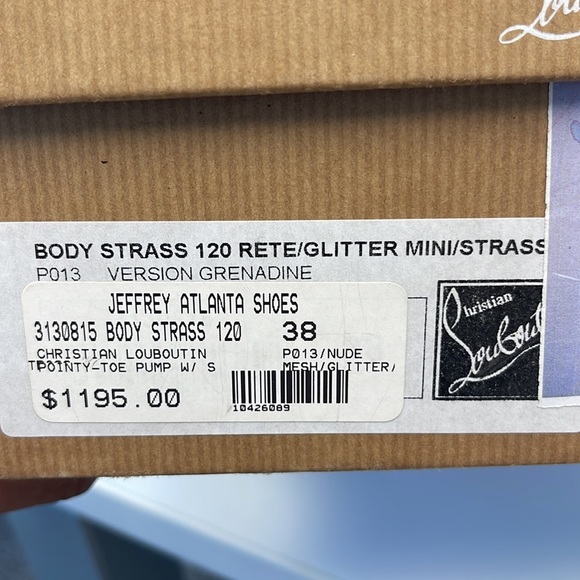 BODY STRASS 120 RETE/GLITTER MINI/STRASS
P013 VERSION GRENADINE
JEFFREY ATLANTA SHOES
3130815 BODY STRASS 120 38
CHRISTIAN LOUBOUTIN P013/NUDE
POINTY-TOE PUMP W/ S MESH/GLITTER/
$1195.00
10426089
Christian
Loubouti